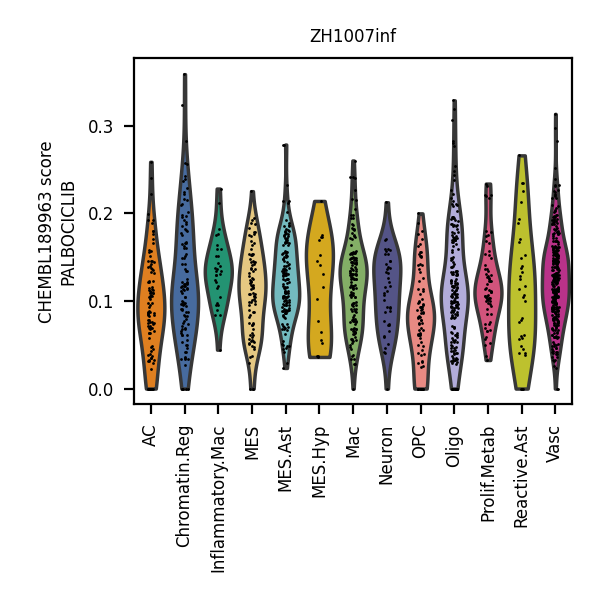 ZH1007inf
CHEMBL189963 score
PALBOCICLIB
0.3
0.2
0.1
0.0
AC
Chromatin.Reg
Inflammatory.Mac
MES
MES.Ast
MES.Hyp
Mac
Neuron
OPC
Oligo
Prolif.Metab
Reactive.Ast
Vasc